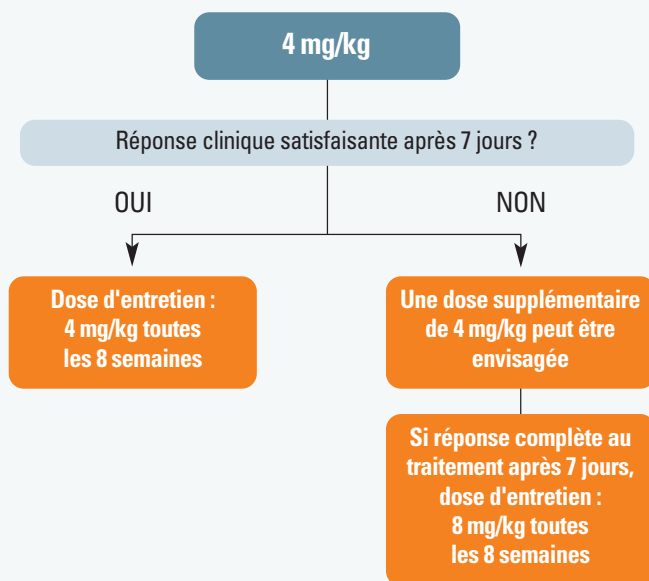 4 mg/kg
Réponse clinique satisfaisante après 7 jours ?
OUI
NON
Dose d'entretien :
4 mg/kg toutes
les 8 semaines
Une dose supplémentaire
de 4 mg/kg peut être
envisagée
Si réponse complète au
traitement après 7 jours,
dose d'entretien :
8 mg/kg toutes
les 8 semaines